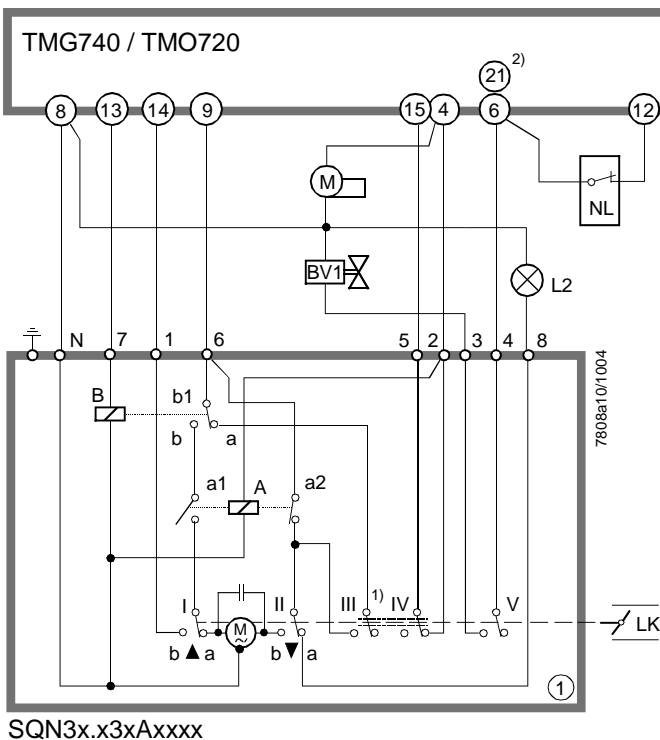 TMG740 / TMO720
21 2)
8 13 14 9 15 4 6 12
M
NL
BV1
L2
N 7 1 6 5 2 3 4 8
7808a10/1004
B b1
b a
a1 A a2
I II III 1) IV V
M
~
LK
b a b a
1
SQN3x.x3xAxxxx